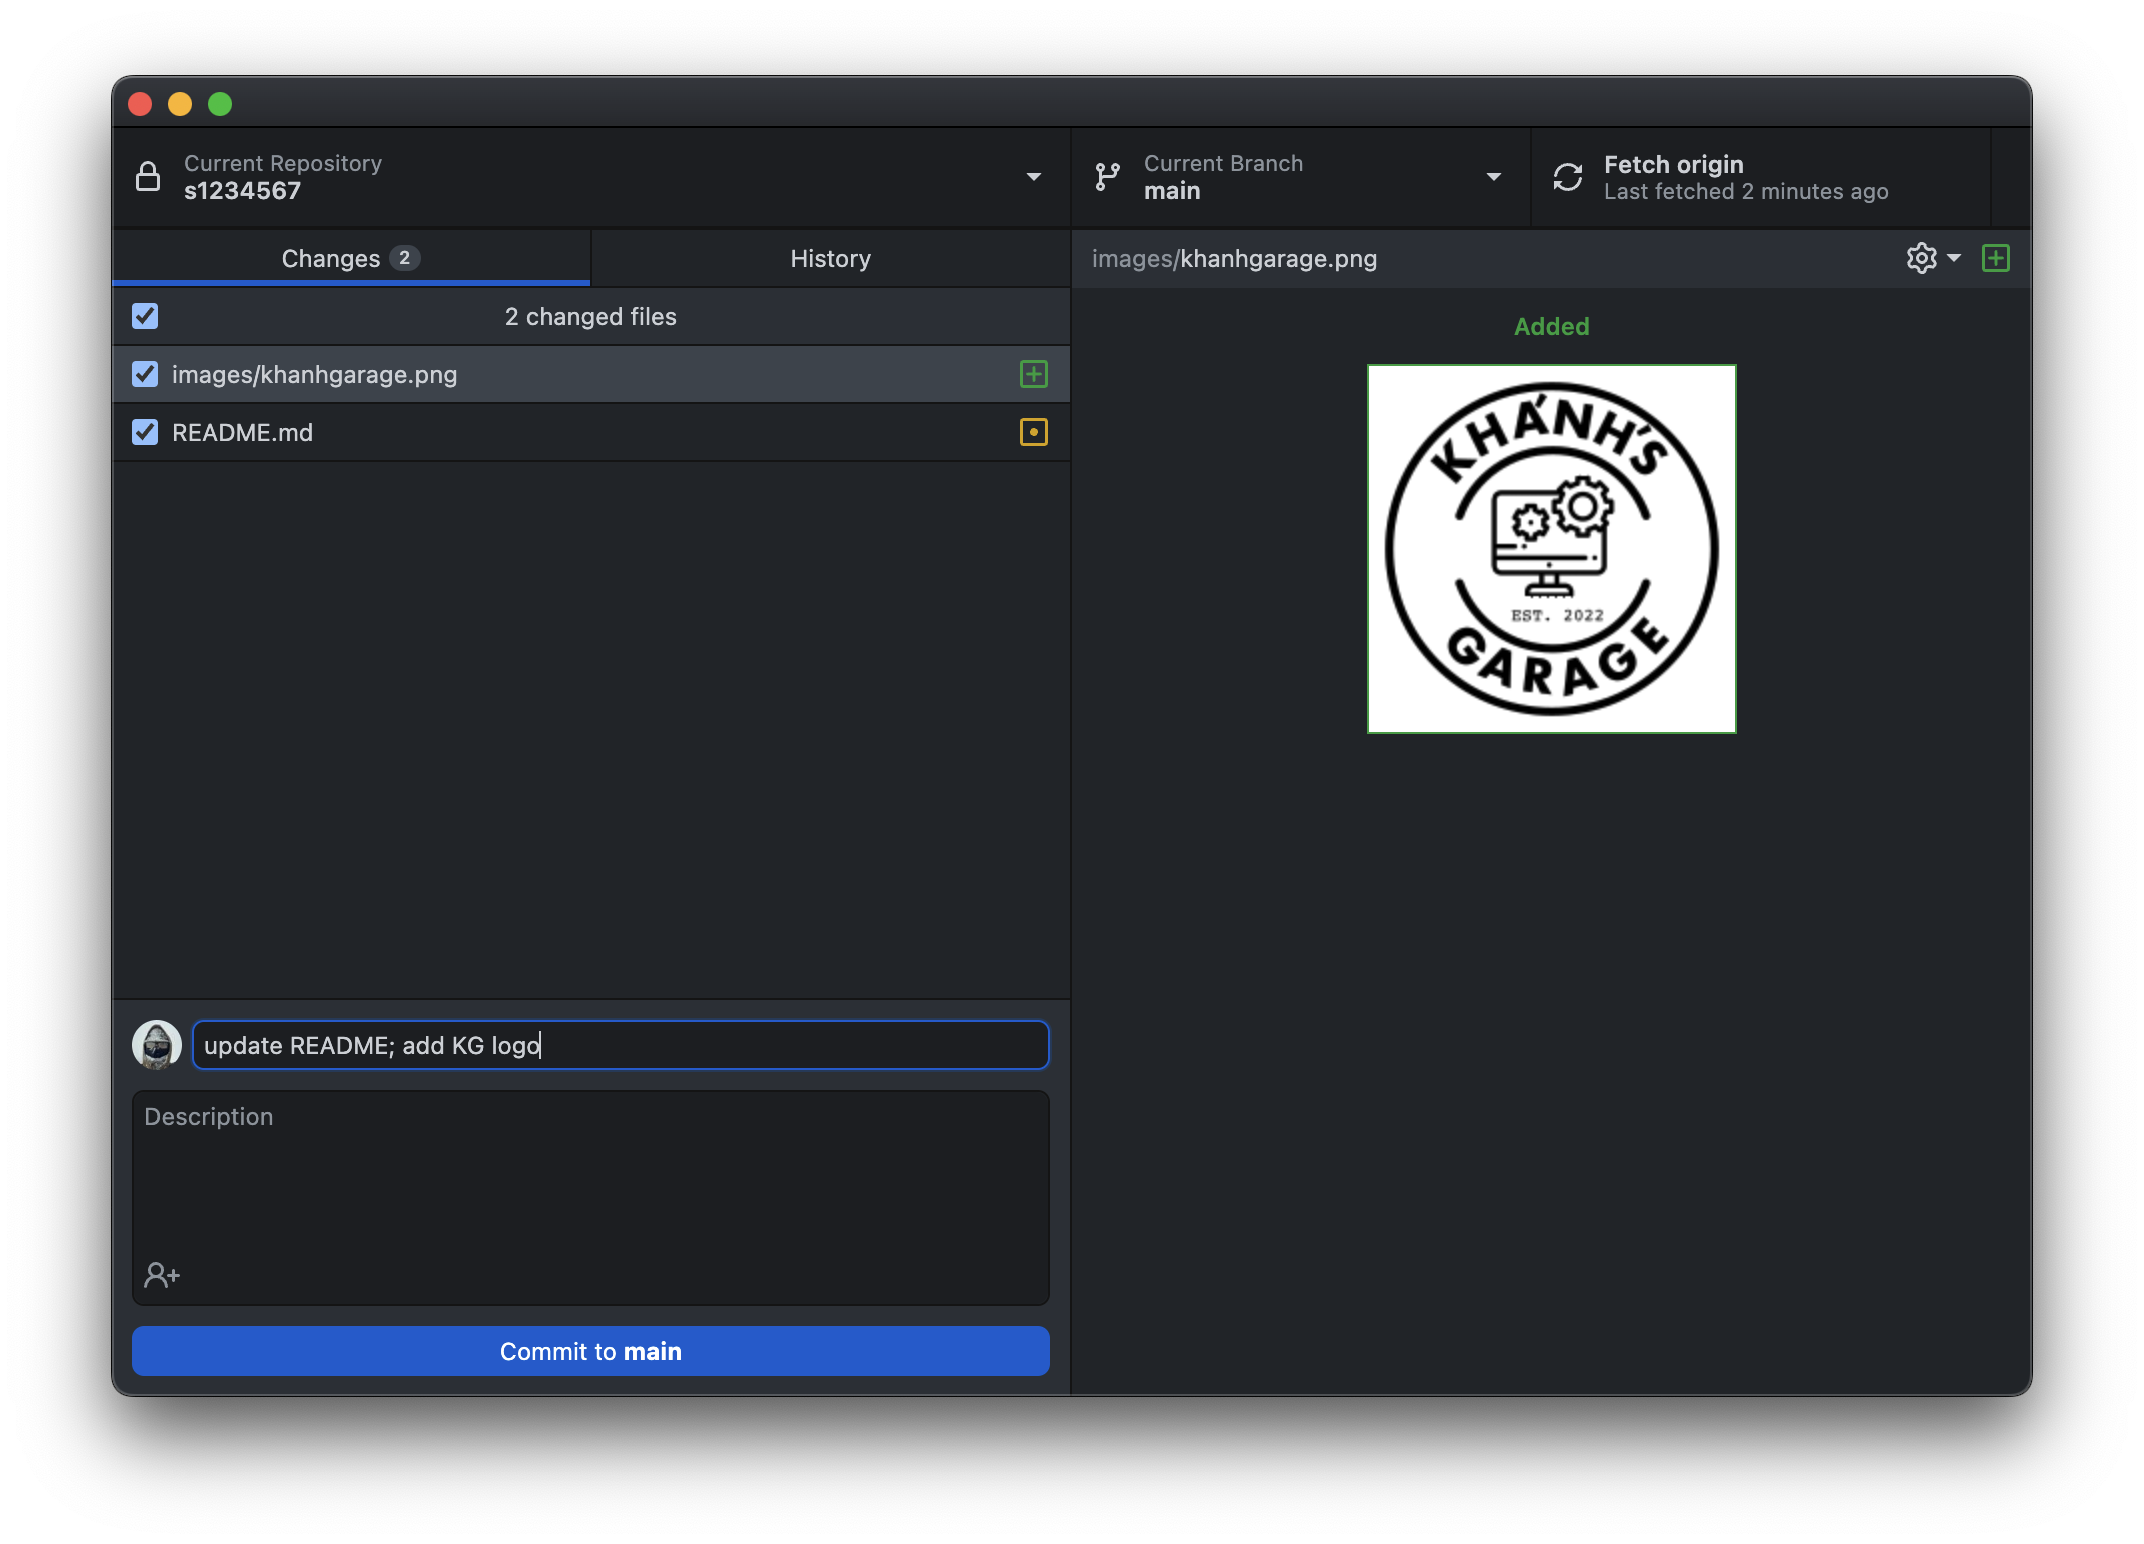 Current Repository
s1234567
Current Branch
main
Fetch origin
Last fetched 2 minutes ago
Changes 2
History
2 changed files
images/khanhgarage.png
README.md
update README; add KG logo
Description
Commit to main
images/khanhgarage.png
Added
KHÁNH'S
EST. 2022
GARAGE